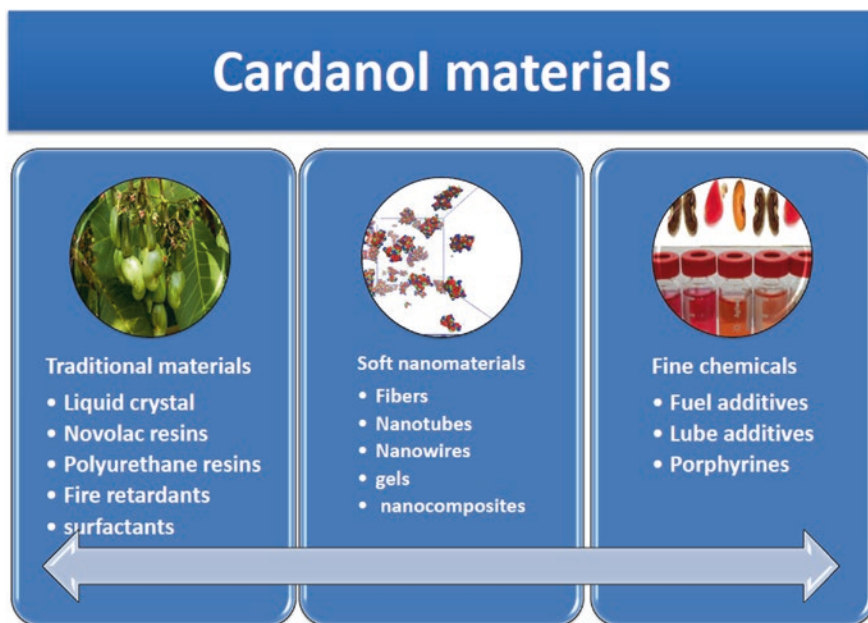 Cardanol materials
Traditional materials
• Liquid crystal
• Novolac resins
• Polyurethane resins
• Fire retardants
• surfactants
Soft nanomaterials
• Fibers
• Nanotubes
• Nanowires
• gels
• nanocomposites
Fine chemicals
• Fuel additives
• Lube additives
• Porphyrines